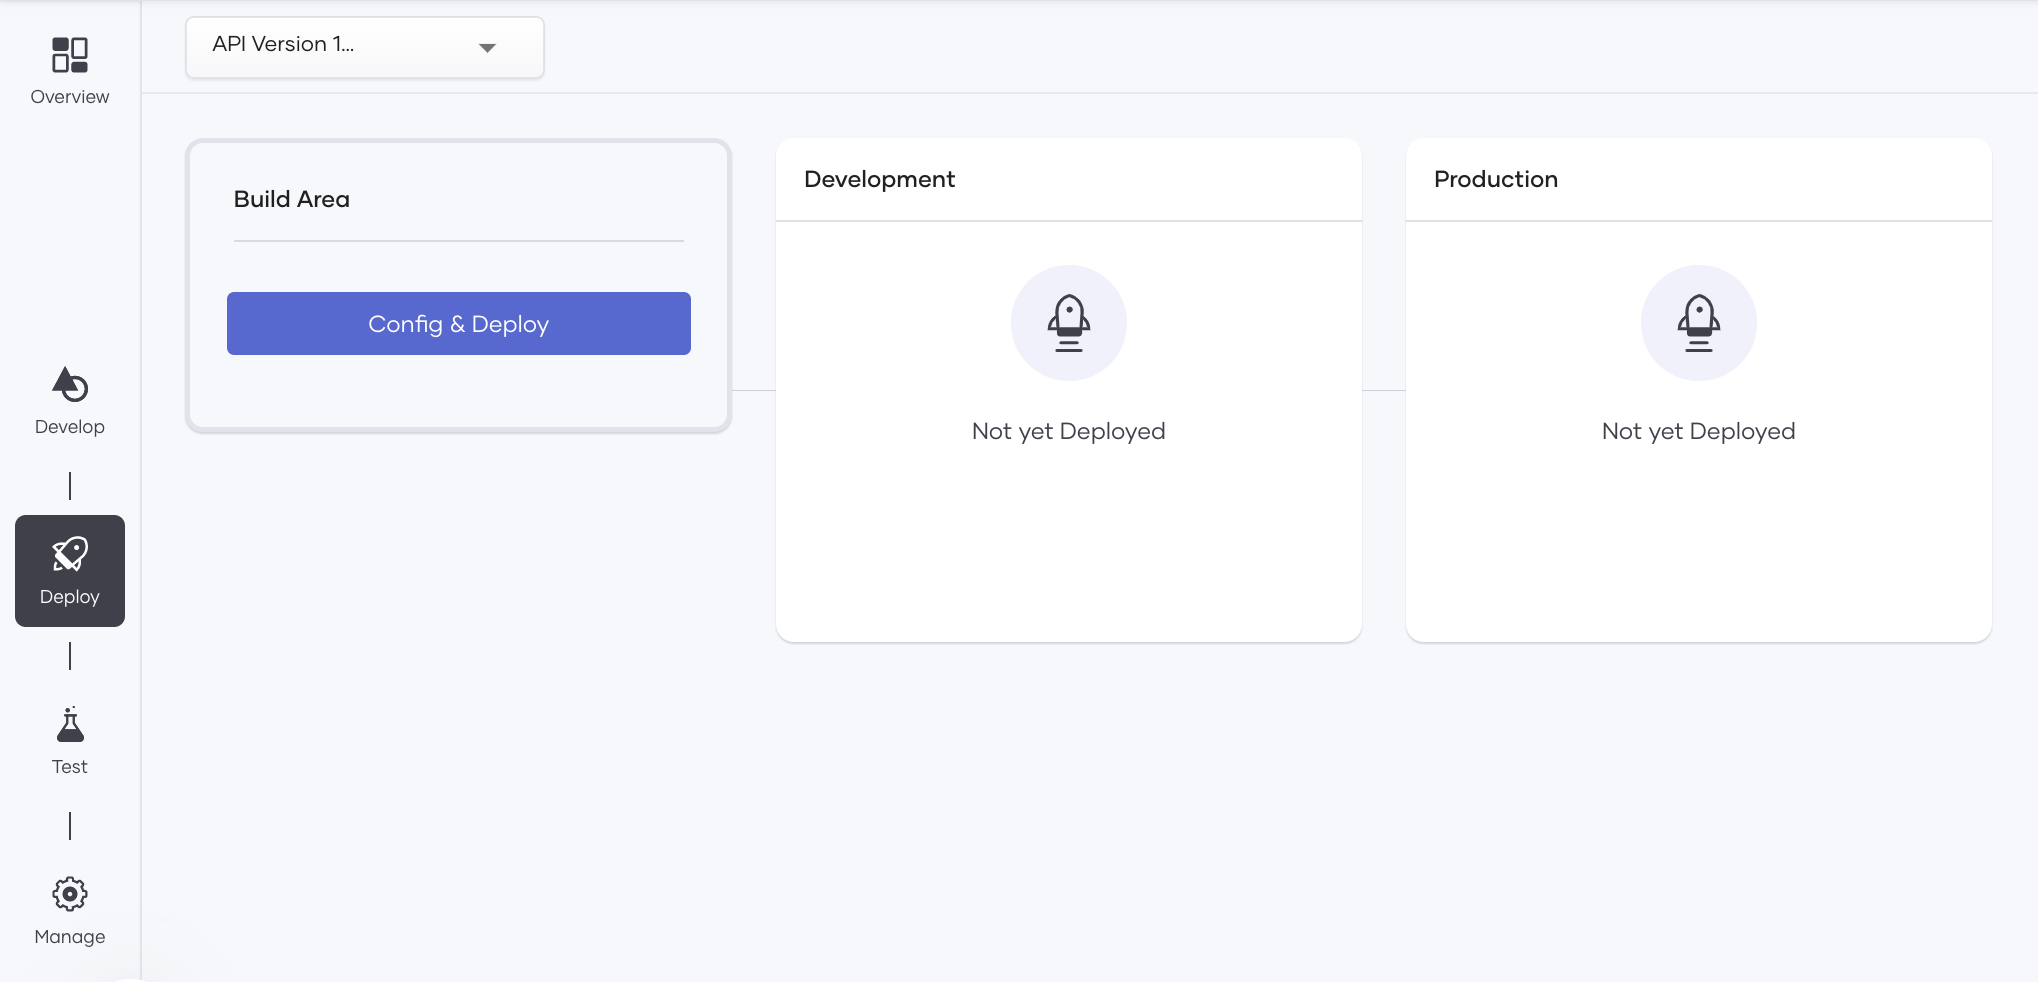 API Version 1...
Overview
Build Area
Config & Deploy
Development
Not yet Deployed
Production
Not yet Deployed
Develop
Deploy
Test
Manage